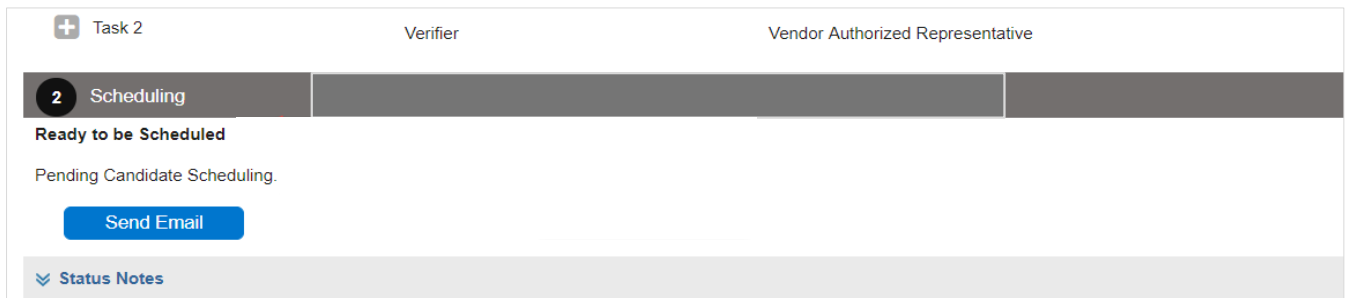 Task 2 Verifier Vendor Authorized Representative
2 Scheduling
Ready to be Scheduled
Pending Candidate Scheduling.
Send Email
Status Notes